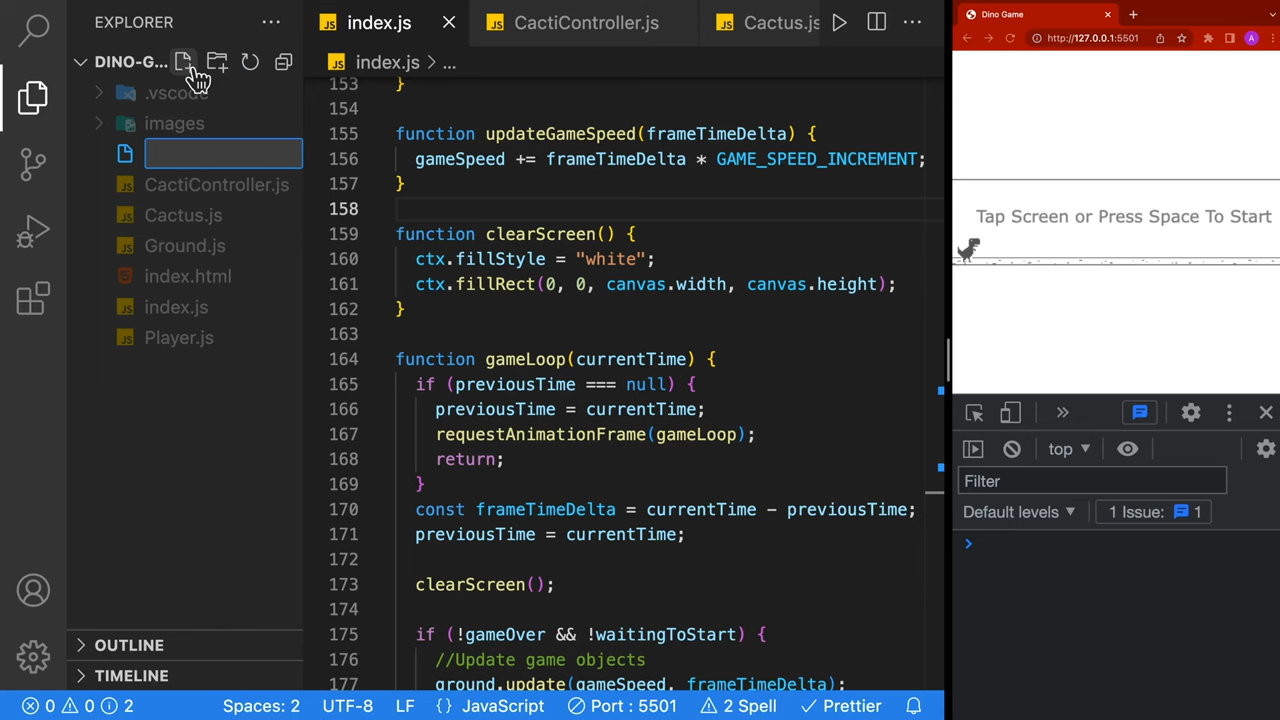 EXPLORER
DINO-G...
.vscode
images
CactiController.js
Cactus.js
Ground.js
index.html
index.js
Player.js
OUTLINE
TIMELINE
index.js
CactiController.js
Cactus.js
index.js > ...
153 }
154
155 function updateGameSpeed(frameTimeDelta) {
156 gameSpeed += frameTimeDelta * GAME_SPEED_INCREMENT;
157 }
158
159 function clearScreen() {
160 ctx.fillStyle = "white";
161 ctx.fillRect(0, 0, canvas.width, canvas.height);
162 }
163
164 function gameLoop(currentTime) {
165 if (previousTime === null) {
166 previousTime = currentTime;
167 requestAnimationFrame(gameLoop);
168 return;
169 }
170 const frameTimeDelta = currentTime - previousTime;
171 previousTime = currentTime;
172
173 clearScreen();
174
175 if (!gameOver && !waitingToStart) {
176 //Update game objects
177 ground.update(gameSpeed, frameTimeDelta);
Dino Game
http://127.0.0.1:5501
A
Tap Screen or Press Space To Start
top
Filter
Default levels
1 Issue: 1
0 0 2
Spaces: 2
UTF-8
LF
{} JavaScript
Port : 5501
2 Spell
Prettier